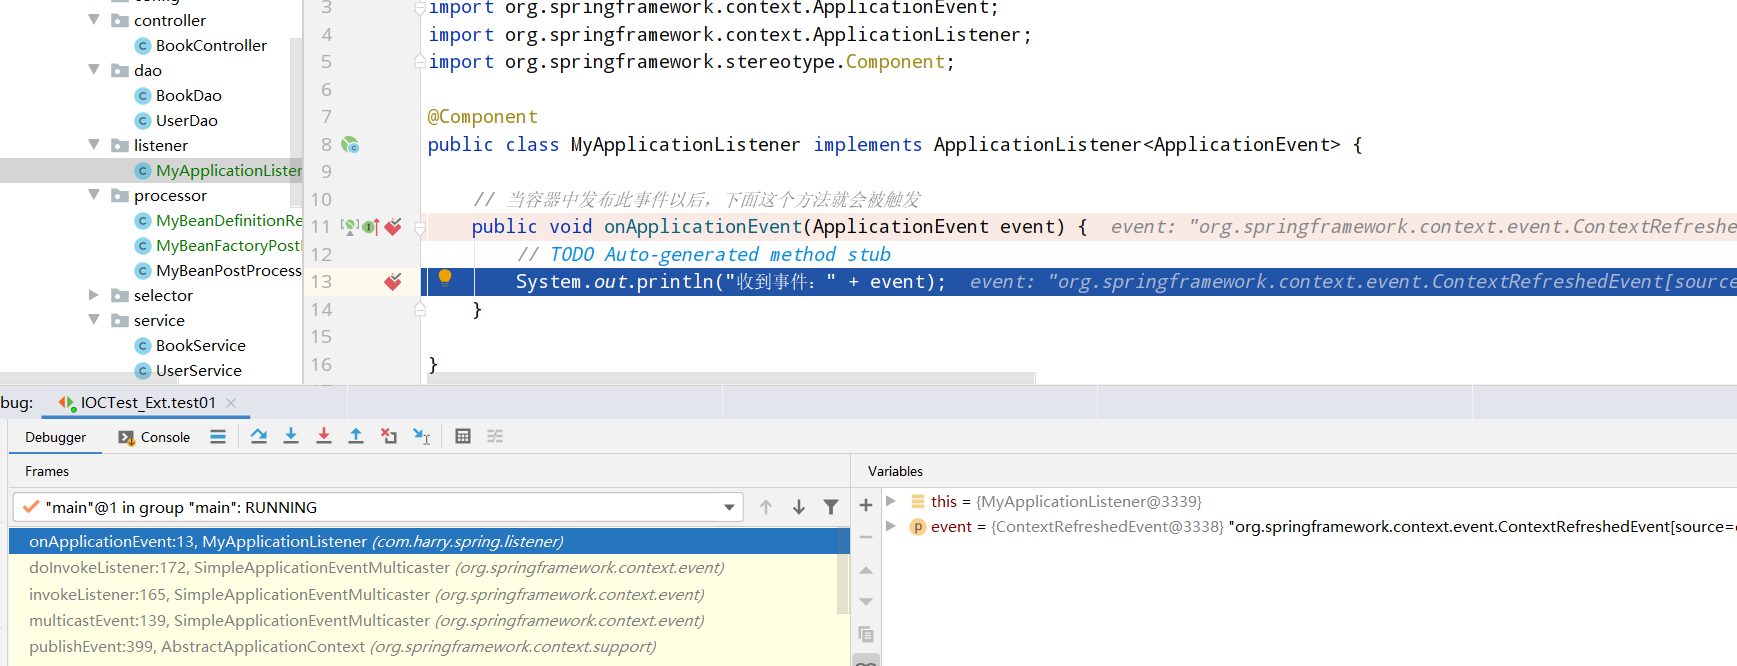 config
controller
BookController
dao
BookDao
UserDao
listener
MyApplicationListener
processor
MyBeanDefinitionRe
MyBeanFactoryPost
MyBeanPostProcess
selector
service
BookService
UserService
3 import org.springframework.context.ApplicationEvent;
4 import org.springframework.context.ApplicationListener;
5 import org.springframework.stereotype.Component;
6
7 @Component
8 public class MyApplicationListener implements ApplicationListener<ApplicationEvent> {
9
10 // 当容器中发布此事件以后，下面这个方法就会被触发
11 public void onApplicationEvent(ApplicationEvent event) { event: "org.springframework.context.event.ContextRefreshe
12 // TODO Auto-generated method stub
13 System.out.println("收到事件：" + event); event: "org.springframework.context.event.ContextRefreshedEvent[source
14 }
15
16 }
bug: IOCTest_Ext.test01
Debugger Console
Frames
"main"@1 in group "main": RUNNING
onApplicationEvent:13, MyApplicationListener (com.harry.spring.listener)
doInvokeListener:172, SimpleApplicationEventMulticaster (org.springframework.context.event)
invokeListener:165, SimpleApplicationEventMulticaster (org.springframework.context.event)
multicastEvent:139, SimpleApplicationEventMulticaster (org.springframework.context.event)
publishEvent:399, AbstractApplicationContext (org.springframework.context.support)
Variables
this = {MyApplicationListener@3339}
event = {ContextRefreshedEvent@3338} "org.springframework.context.event.ContextRefreshedEvent[source=